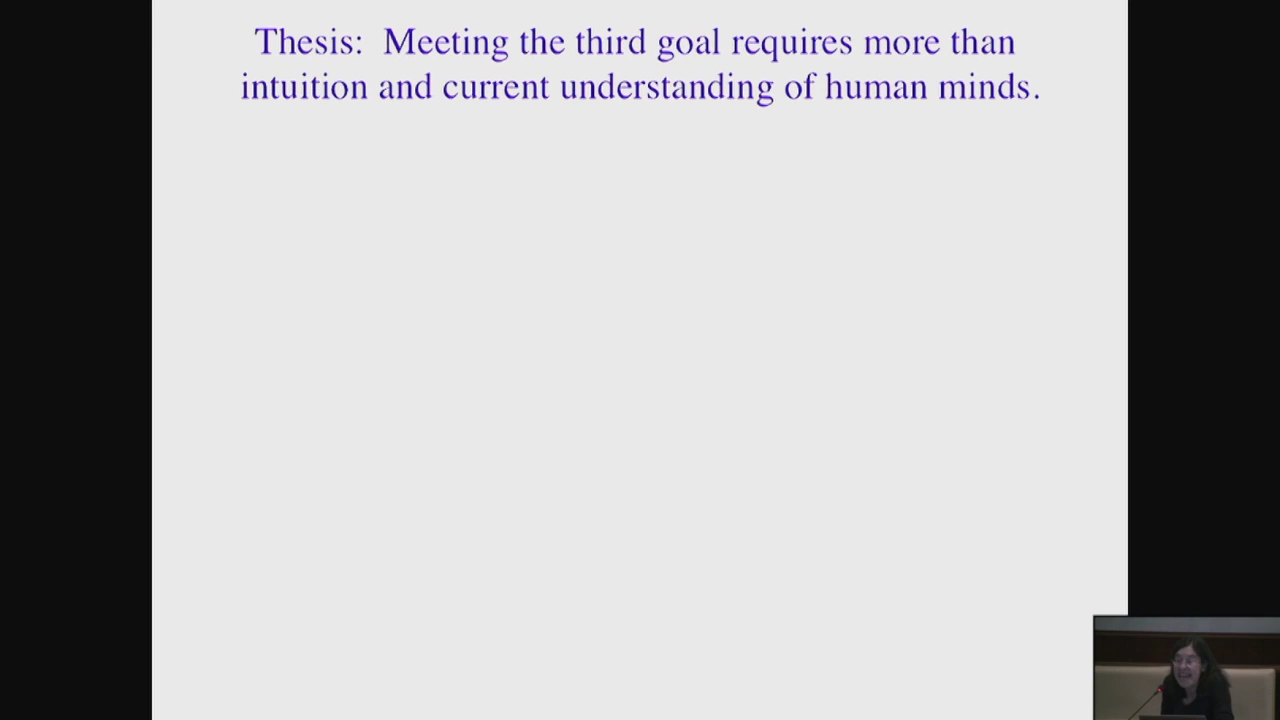 Thesis:  Meeting the third goal requires more than
intuition and current understanding of human minds.